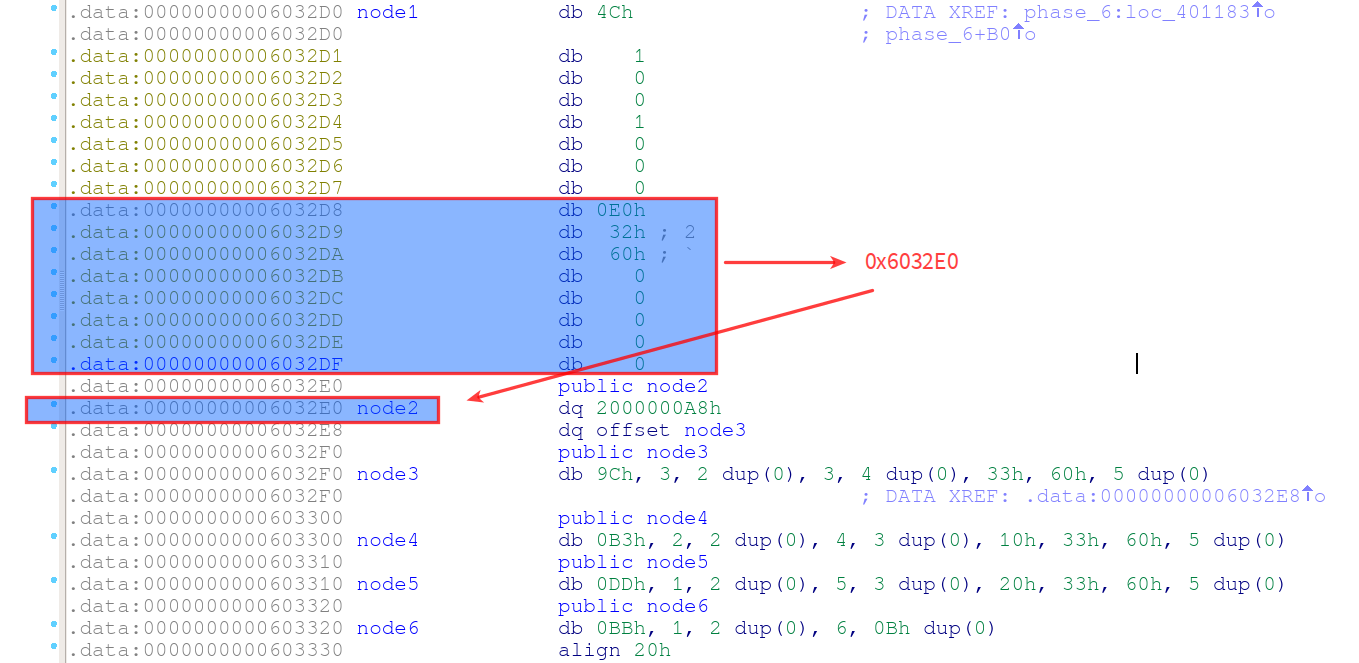 .data:00000000006032D0 node1 db 4Ch ; DATA XREF: phase_6:loc_401183↑o
.data:00000000006032D0 ; phase_6+B0↑o
.data:00000000006032D1 db 1
.data:00000000006032D2 db 0
.data:00000000006032D3 db 0
.data:00000000006032D4 db 1
.data:00000000006032D5 db 0
.data:00000000006032D6 db 0
.data:00000000006032D7 db 0
.data:00000000006032D8 db 0E0h
.data:00000000006032D9 db 32h ; 2
.data:00000000006032DA db 60h ; `
0x6032E0
.data:00000000006032DB db 0
.data:00000000006032DC db 0
.data:00000000006032DD db 0
.data:00000000006032DE db 0
.data:00000000006032DF db 0
.data:00000000006032E0 public node2
.data:00000000006032E0 node2 dq 2000000A8h
.data:00000000006032E8 dq offset node3
.data:00000000006032F0 public node3
.data:00000000006032F0 node3 db 9Ch, 3, 2 dup(0), 3, 4 dup(0), 33h, 60h, 5 dup(0)
.data:00000000006032F0 ; DATA XREF: .data:00000000006032E8↑o
.data:0000000000603300 public node4
.data:0000000000603300 node4 db 0B3h, 2, 2 dup(0), 4, 3 dup(0), 10h, 33h, 60h, 5 dup(0)
.data:0000000000603310 public node5
.data:0000000000603310 node5 db 0DDh, 1, 2 dup(0), 5, 3 dup(0), 20h, 33h, 60h, 5 dup(0)
.data:0000000000603320 public node6
.data:0000000000603320 node6 db 0BBh, 1, 2 dup(0), 6, 0Bh dup(0)
.data:0000000000603330 align 20h